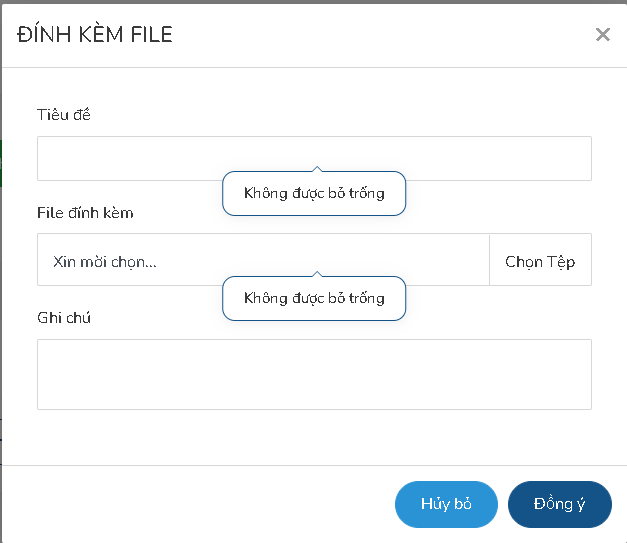 ĐÍNH KÈM FILE
Tiêu đề
Không được bỏ trống
File đính kèm
Xin mời chọn...
Chọn Tệp
Không được bỏ trống
Ghi chú
Hủy bỏ
Đồng ý